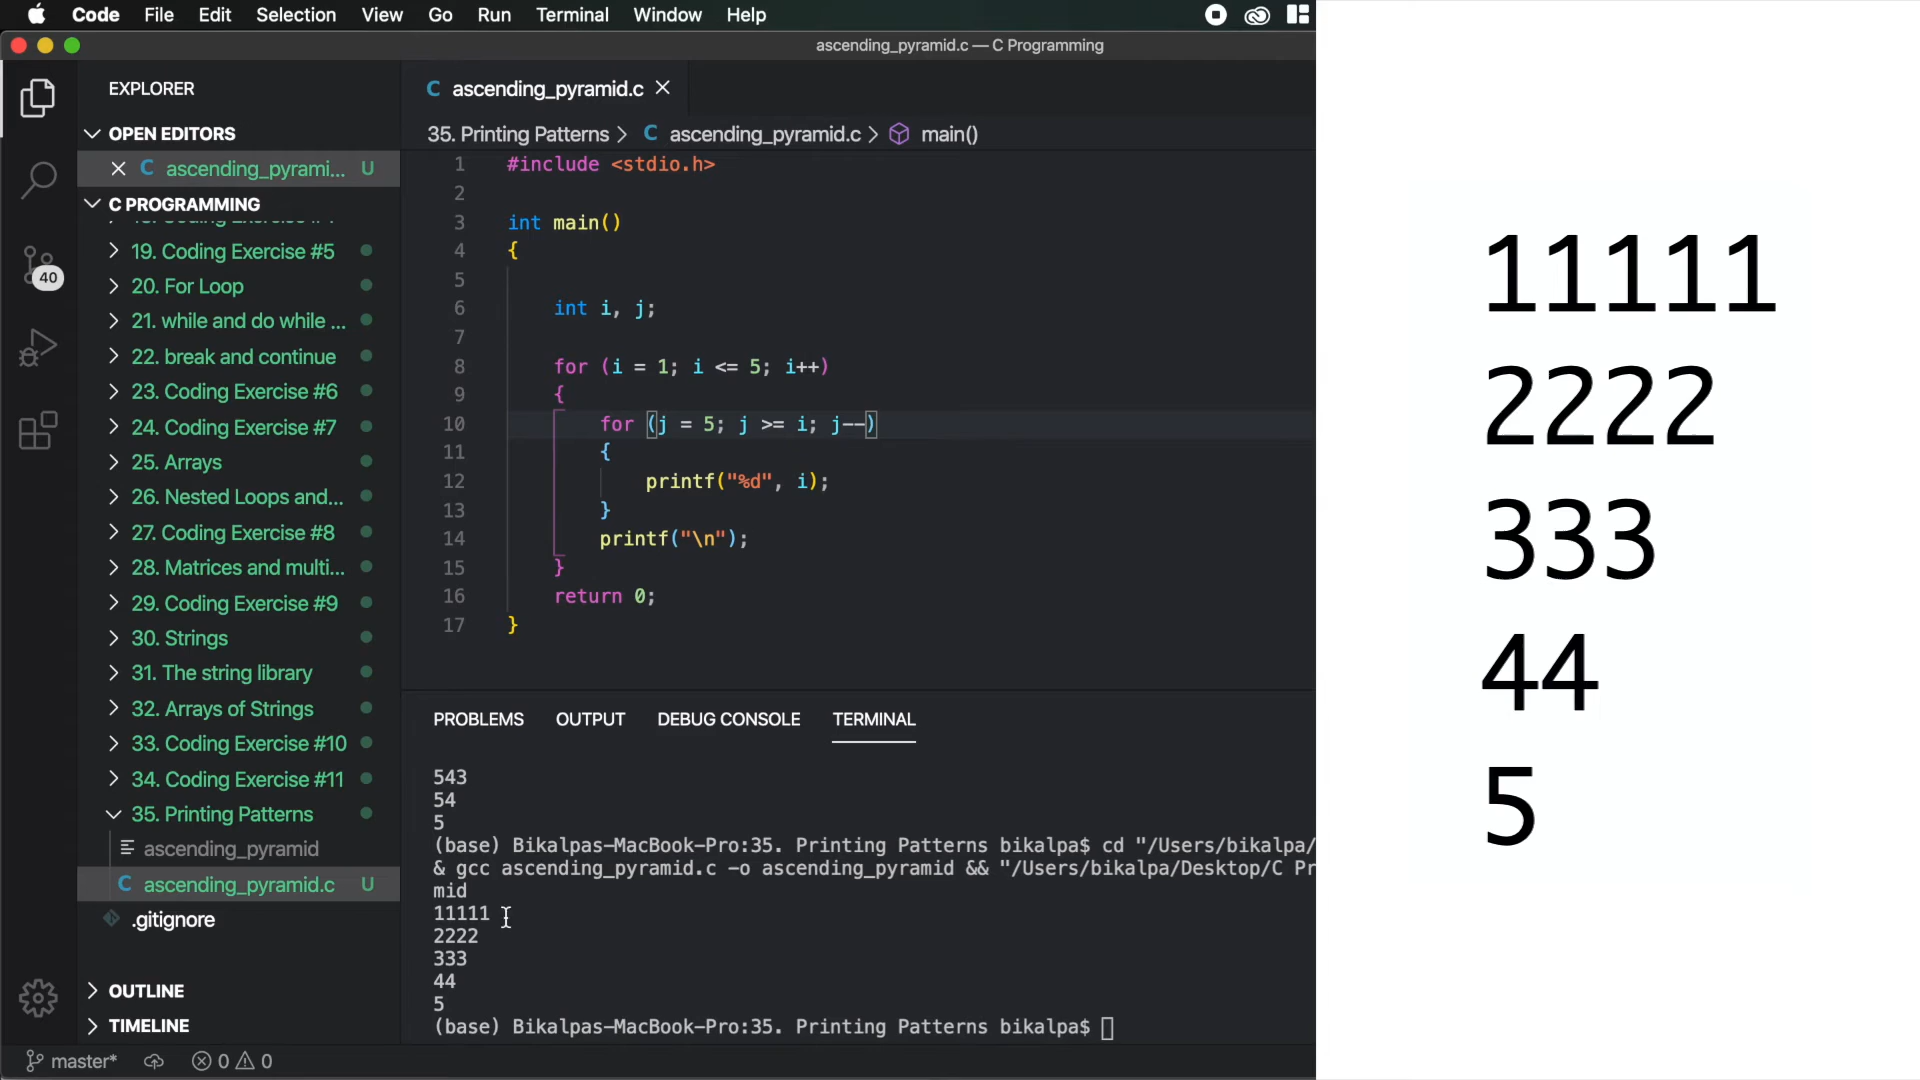 Code File Edit Selection View Go Run Terminal Window Help
ascending_pyramid.c — C Programming
EXPLORER
OPEN EDITORS
ascending_pyrami... U
C PROGRAMMING
19. Coding Exercise #5
20. For Loop
21. while and do while ...
22. break and continue
23. Coding Exercise #6
24. Coding Exercise #7
25. Arrays
26. Nested Loops and...
27. Coding Exercise #8
28. Matrices and multi...
29. Coding Exercise #9
30. Strings
31. The string library
32. Arrays of Strings
33. Coding Exercise #10
34. Coding Exercise #11
35. Printing Patterns
ascending_pyramid
C ascending_pyramid.c U
.gitignore
OUTLINE
TIMELINE
40
master* 0 0
C ascending_pyramid.c
35. Printing Patterns > C ascending_pyramid.c > main()
1 #include <stdio.h>
2
3 int main()
4 {
5
6 int i, j;
7
8 for (i = 1; i <= 5; i++)
9 {
10 for (j = 5; j >= i; j--)
11 {
12 printf("%d", i);
13 }
14 printf("\n");
15 }
16 return 0;
17 }
PROBLEMS OUTPUT DEBUG CONSOLE TERMINAL
543
54
5
(base) Bikalpas-MacBook-Pro:35. Printing Patterns bikalpa$ cd "/Users/bikalpa/
& gcc ascending_pyramid.c -o ascending_pyramid && "/Users/bikalpa/Desktop/C Pr
mid
11111
2222
333
44
5
(base) Bikalpas-MacBook-Pro:35. Printing Patterns bikalpa$
11111
2222
333
44
5